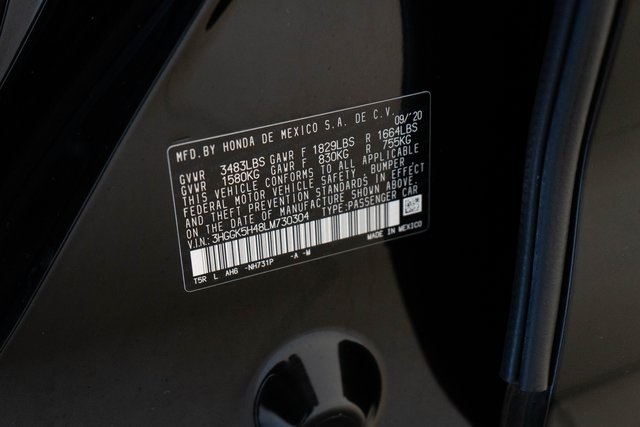 MFD.BY HONDA DE MEXICO S.A. DE C.V. 09/'20
GVWR 3483LBS GAWR F 1829LBS R 1664LBS
GVWR 1580KG GAWR F 830KG R 755KG
THIS VEHICLE CONFORMS TO ALL APPLICABLE
FEDERAL MOTOR VEHICLE SAFETY, BUMPER,
AND THEFT PREVENTION STANDARDS IN EFFECT
ON THE DATE OF MANUFACTURE SHOWN ABOVE.
V.I.N.: 3HGGK5H48LM730304 TYPE:PASSENGER CAR
T5R L AH6 -NH731P -A -M MADE IN MEXICO